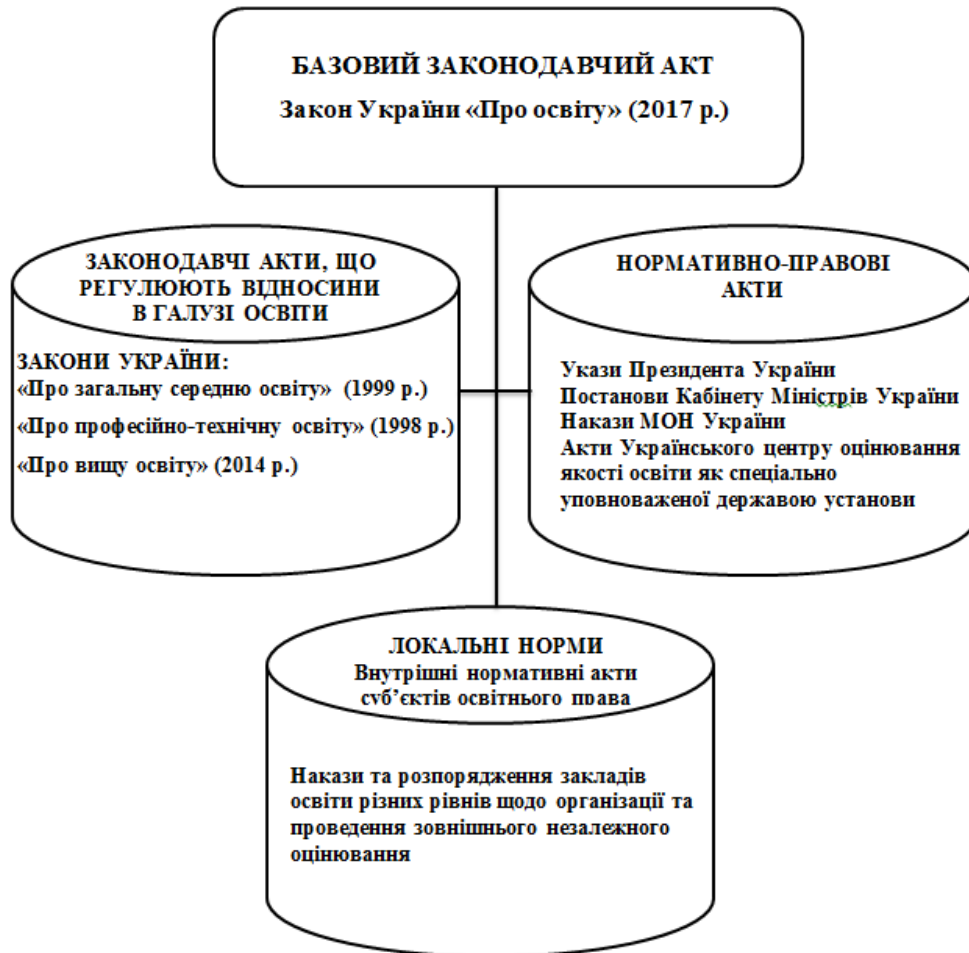 БАЗОВИЙ ЗАКОНОДАВЧИЙ АКТ
Закон України «Про освіту» (2017 р.)
ЗАКОНОДАВЧІ АКТИ, ЩО
РЕГУЛЮЮТЬ ВІДНОСИНИ
В ГАЛУЗІ ОСВІТИ
ЗАКОНИ УКРАЇНИ:
«Про загальну середню освіту» (1999 р.)
«Про професійно-технічну освіту» (1998 р.)
«Про вищу освіту» (2014 р.)
НОРМАТИВНО-ПРАВОВІ
АКТИ
Укази Президента України
Постанови Кабінету Міністрів України
Накази МОН України
Акти Українського центру оцінювання
якості освіти як спеціально
уповноваженої державою установи
ЛОКАЛЬНІ НОРМИ
Внутрішні нормативні акти
суб’єктів освітнього права
Накази та розпорядження закладів
освіти різних рівнів щодо організації та
проведення зовнішнього незалежного
оцінювання